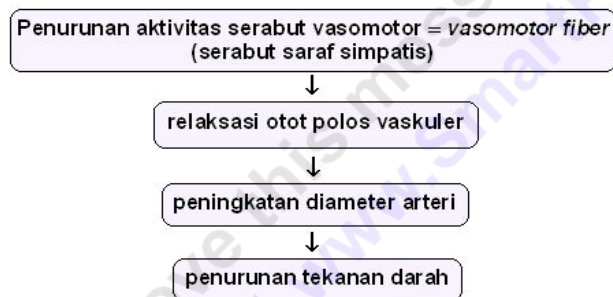 Penurunan aktivitas serabut vasomotor = vasomotor fiber
(serabut saraf simpatis)
↓
relaksasi otot polos vaskuler
↓
peningkatan diameter arteri
↓
penurunan tekanan darah